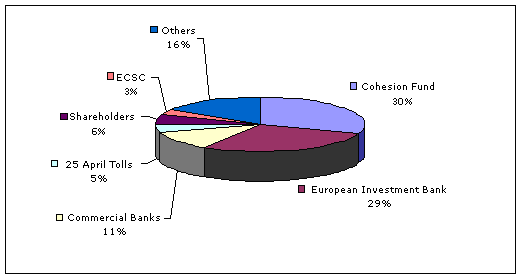 Others
16%
ECSC
3%
Cohesion Fund
30%
Shareholders
6%
25 April Tolls
5%
European Investment Bank
29%
Commercial Banks
11%